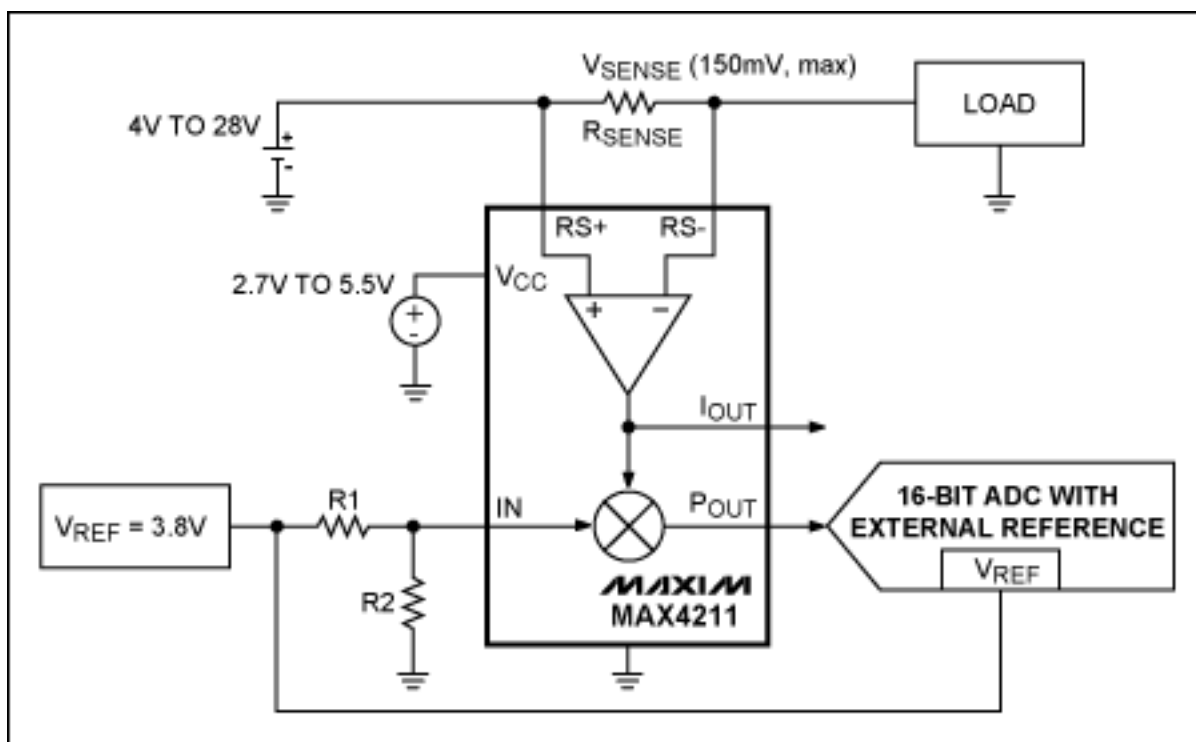 VSENSE (150mV, max)
RSENSE
LOAD
4V TO 28V
+
-
RS+
RS-
VCC
2.7V TO 5.5V
+
-
+
−
IOUT
VREF = 3.8V
R1
IN
POUT
16-BIT ADC WITH
EXTERNAL REFERENCE
VREF
R2
MAXIM
MAX4211